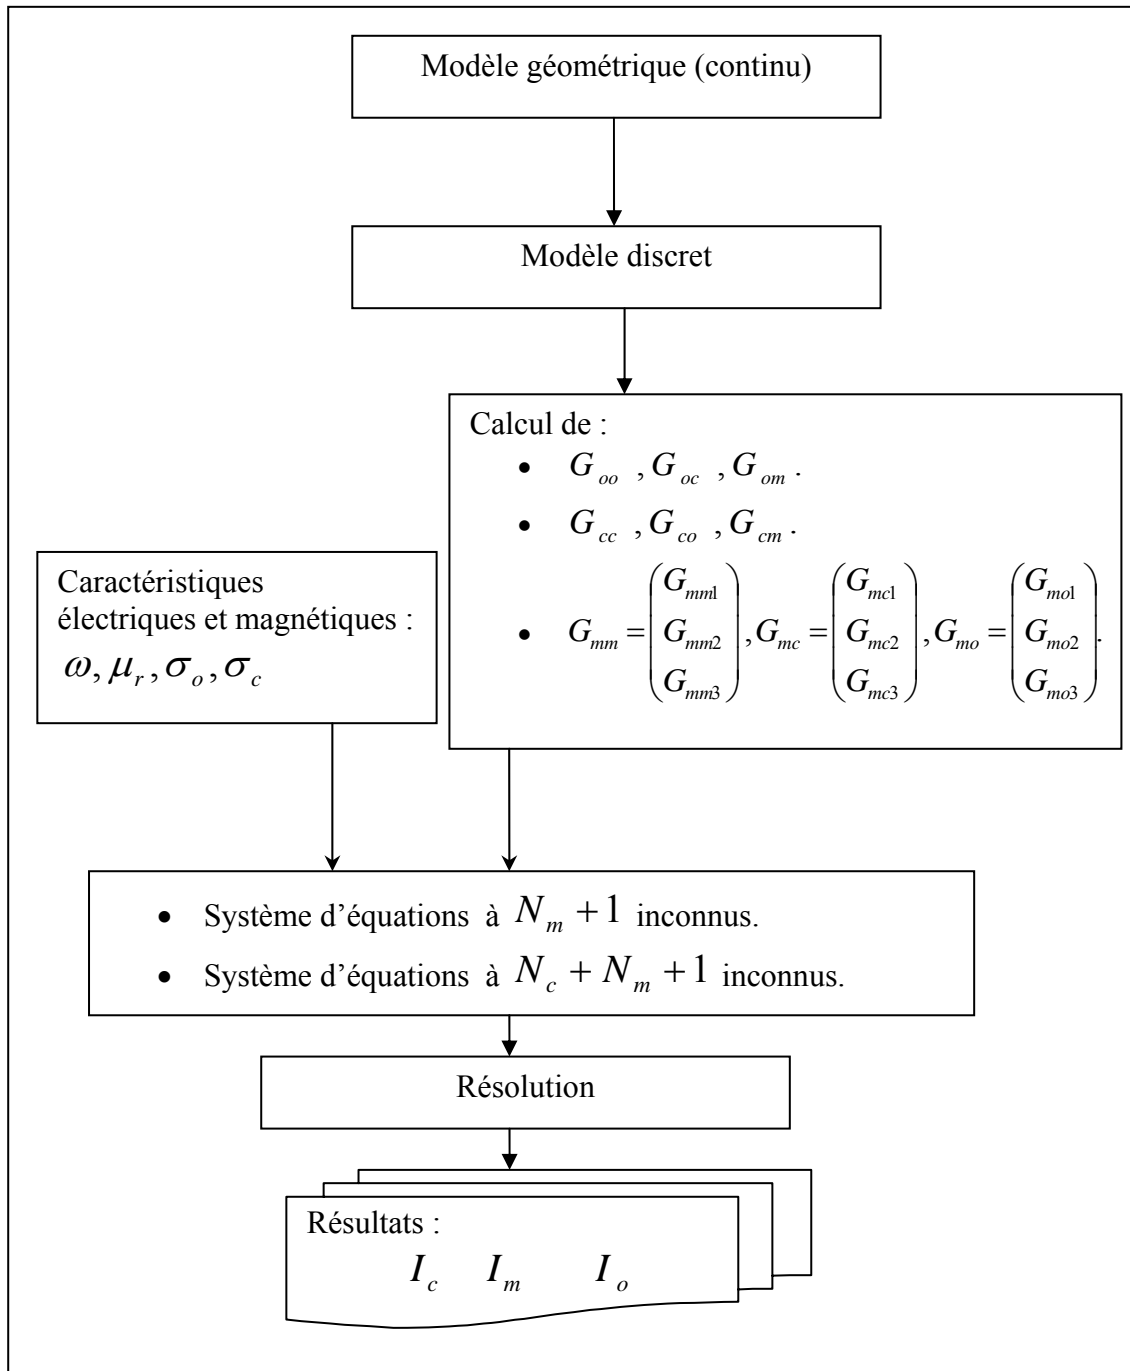 Modèle géométrique (continu)
Modèle discret
Calcul de :
• G_oo , G_oc , G_om .
• G_cc , G_co , G_cm .
• G_mm = (G_mm1 G_mm2 G_mm3) , G_mc = (G_mc1 G_mc2 G_mc3) , G_mo = (G_mo1 G_mo2 G_mo3) .
Caractéristiques
électriques et magnétiques :
ω, μ_r, σ_o, σ_c
• Système d’équations à N_m + 1 inconnus.
• Système d’équations à N_c + N_m + 1 inconnus.
Résolution
Résultats :
I_c I_m I_o